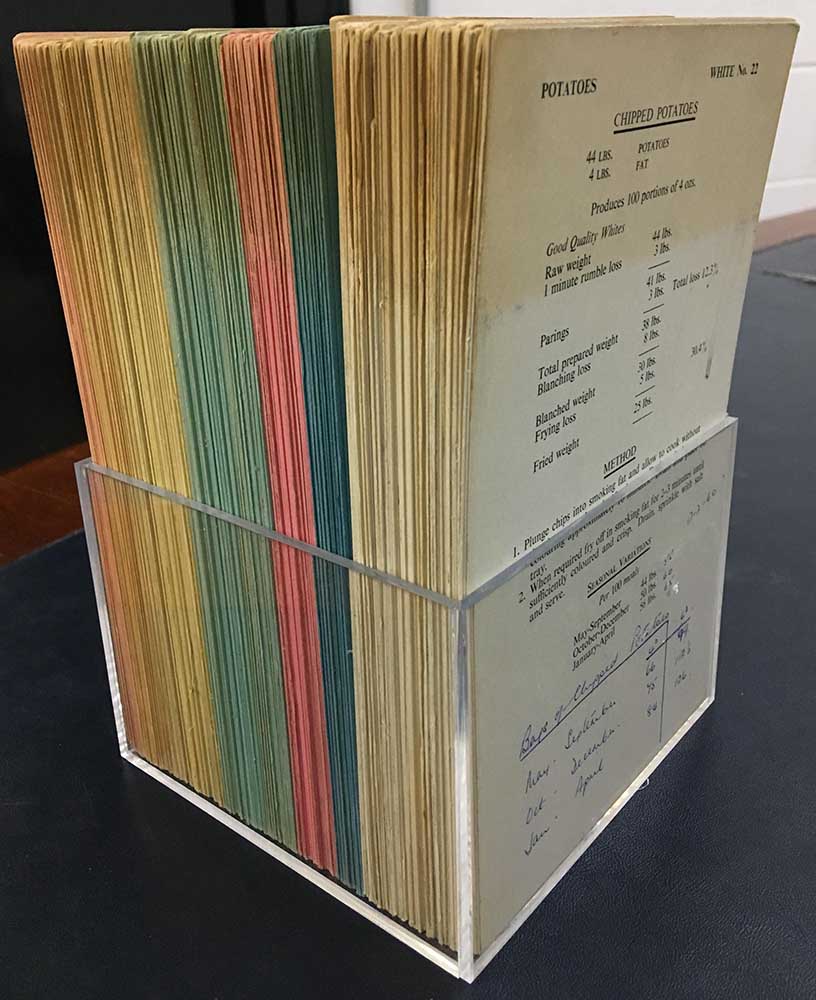 POTATOES WHITE No. 22
CHIPPED POTATOES
44 LBS. POTATOES
4 LBS. FAT
Produces 100 portions of 4 ozs.
Good Quality Whites
Raw weight 44 lbs.
1 minute rumble loss 3 lbs.
41 lbs.
Parings 3 lbs. Total loss 12.3%
Total prepared weight 38 lbs.
Blanching loss 8 lbs.
Blanched weight 30 lbs. 30.4%
Frying loss 5 lbs.
Fried weight 25 lbs.
METHOD
1. Plunge chips into smoking fat and allow to cook without
colouring approximately
tray.
2. When required fry off in smoking fat for 2-3 minutes until
sufficiently coloured and crisp. Drain, sprinkle with salt
and serve.
SEASONAL VARIATIONS
Per 100 meals
May-September 44 lbs.
October-December 50 lbs.
January-April 58 lbs.
Bags of Chipped Potatoes
May. September 66
Oct. December.
Jan. April 84